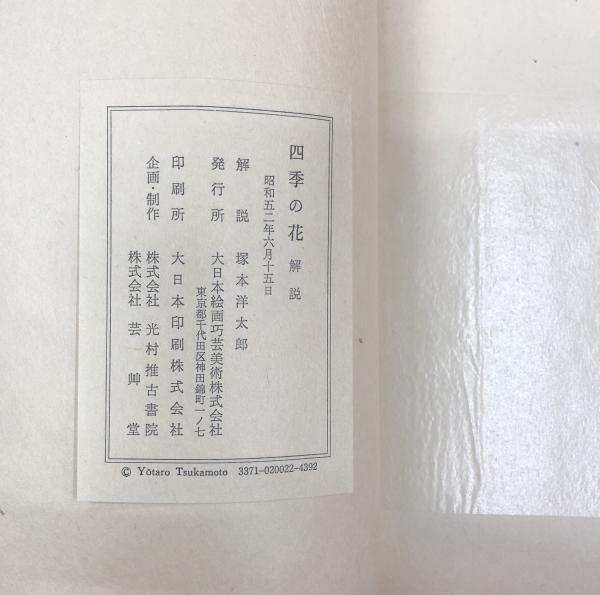 四季の花 解説
昭和五二年六月十五日
解説 塚本洋太郎
発行所 大日本絵画巧芸美術株式会社
東京都千代田区神田錦町一ノ七
印刷所 大日本印刷株式会社
企画・制作 株式会社 光村推古書院
株式会社 芸艸堂
© Yōtaro Tsukamoto 3371-020022-4392